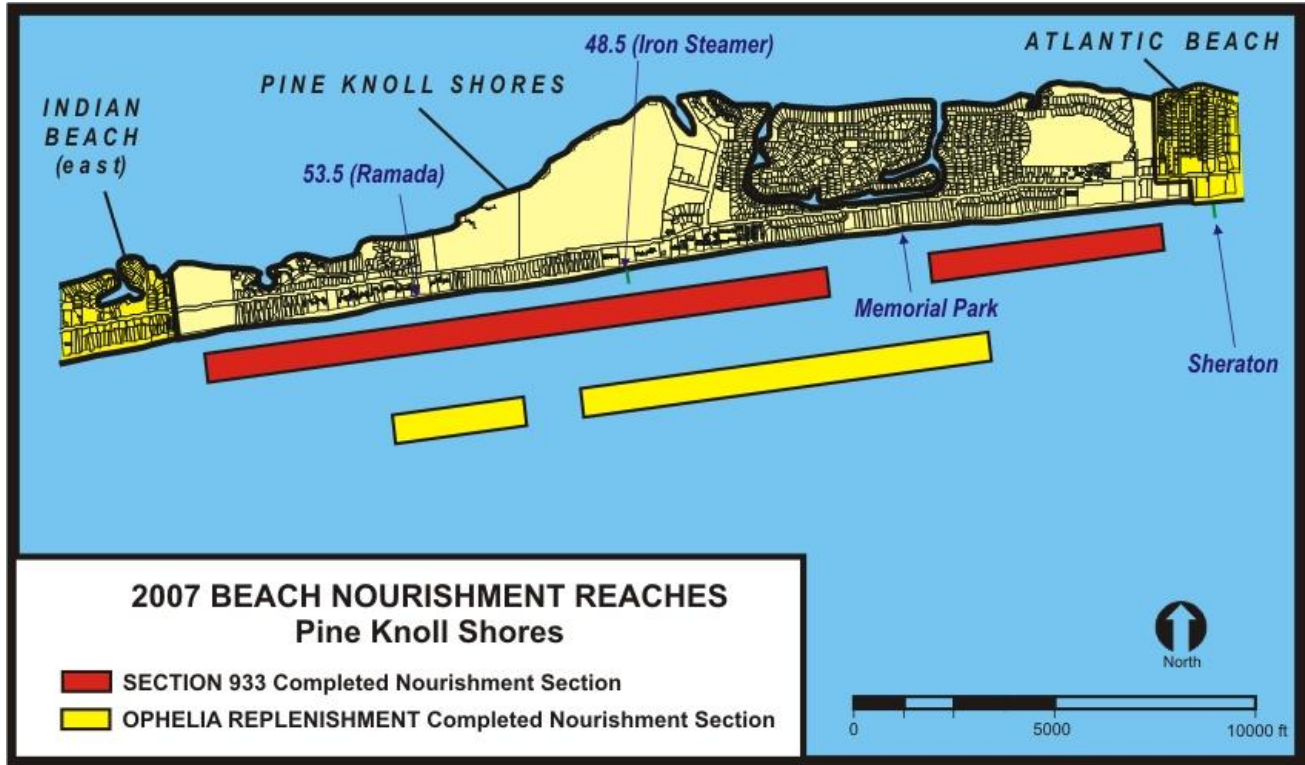 48.5 (Iron Steamer)
ATLANTIC BEACH
PINE KNOLL SHORES
INDIAN
BEACH
(east)
53.5 (Ramada)
Memorial Park
Sheraton
2007 BEACH NOURISHMENT REACHES
Pine Knoll Shores
SECTION 933 Completed Nourishment Section
OPHELIA REPLENISHMENT Completed Nourishment Section
North
0 5000 10000 ft